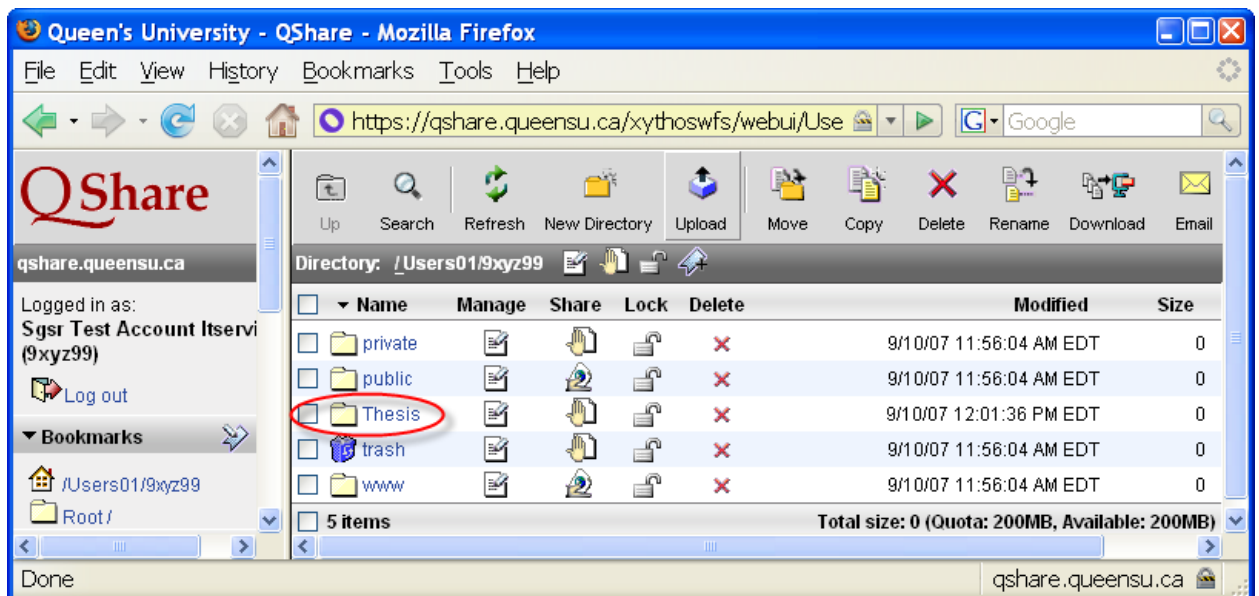 Queen's University - QShare - Mozilla Firefox
File Edit View History Bookmarks Tools Help
https://qshare.queensu.ca/xythoswfs/webui/Use
G Google
QShare
Up Search Refresh New Directory Upload Move Copy Delete Rename Download Email
qshare.queensu.ca
Directory: /Users01/9xyz99
Logged in as:
Sgsr Test Account Itservi
(9xyz99)
Log out
Bookmarks
/Users01/9xyz99
Root /
Name Manage Share Lock Delete Modified Size
private 9/10/07 11:56:04 AM EDT 0
public 9/10/07 11:56:04 AM EDT 0
Thesis 9/10/07 12:01:36 PM EDT 0
trash 9/10/07 11:56:04 AM EDT 0
www 9/10/07 11:56:04 AM EDT 0
5 items Total size: 0 (Quota: 200MB, Available: 200MB)
Done qshare.queensu.ca